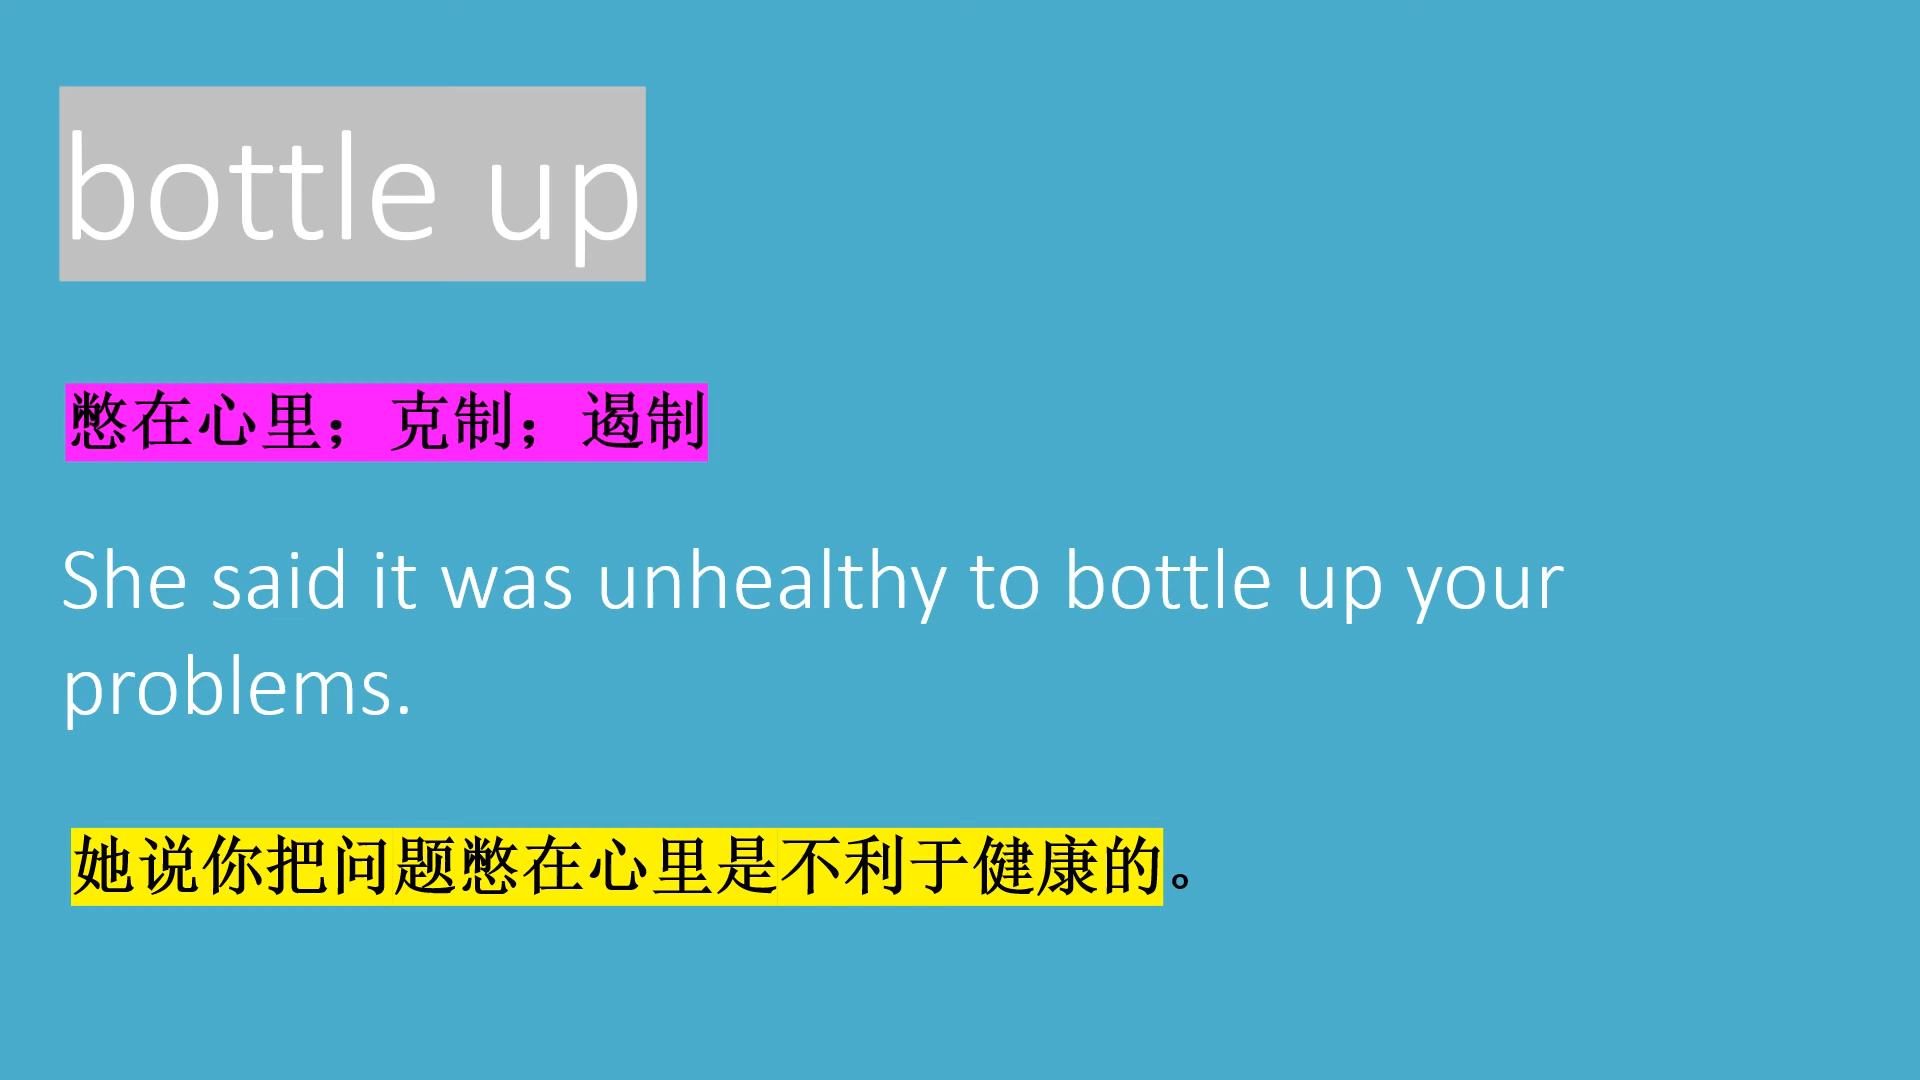 bottle up
憋在心里；克制；遏制
She said it was unhealthy to bottle up your
problems.
她说你把问题憋在心里是不利于健康的。